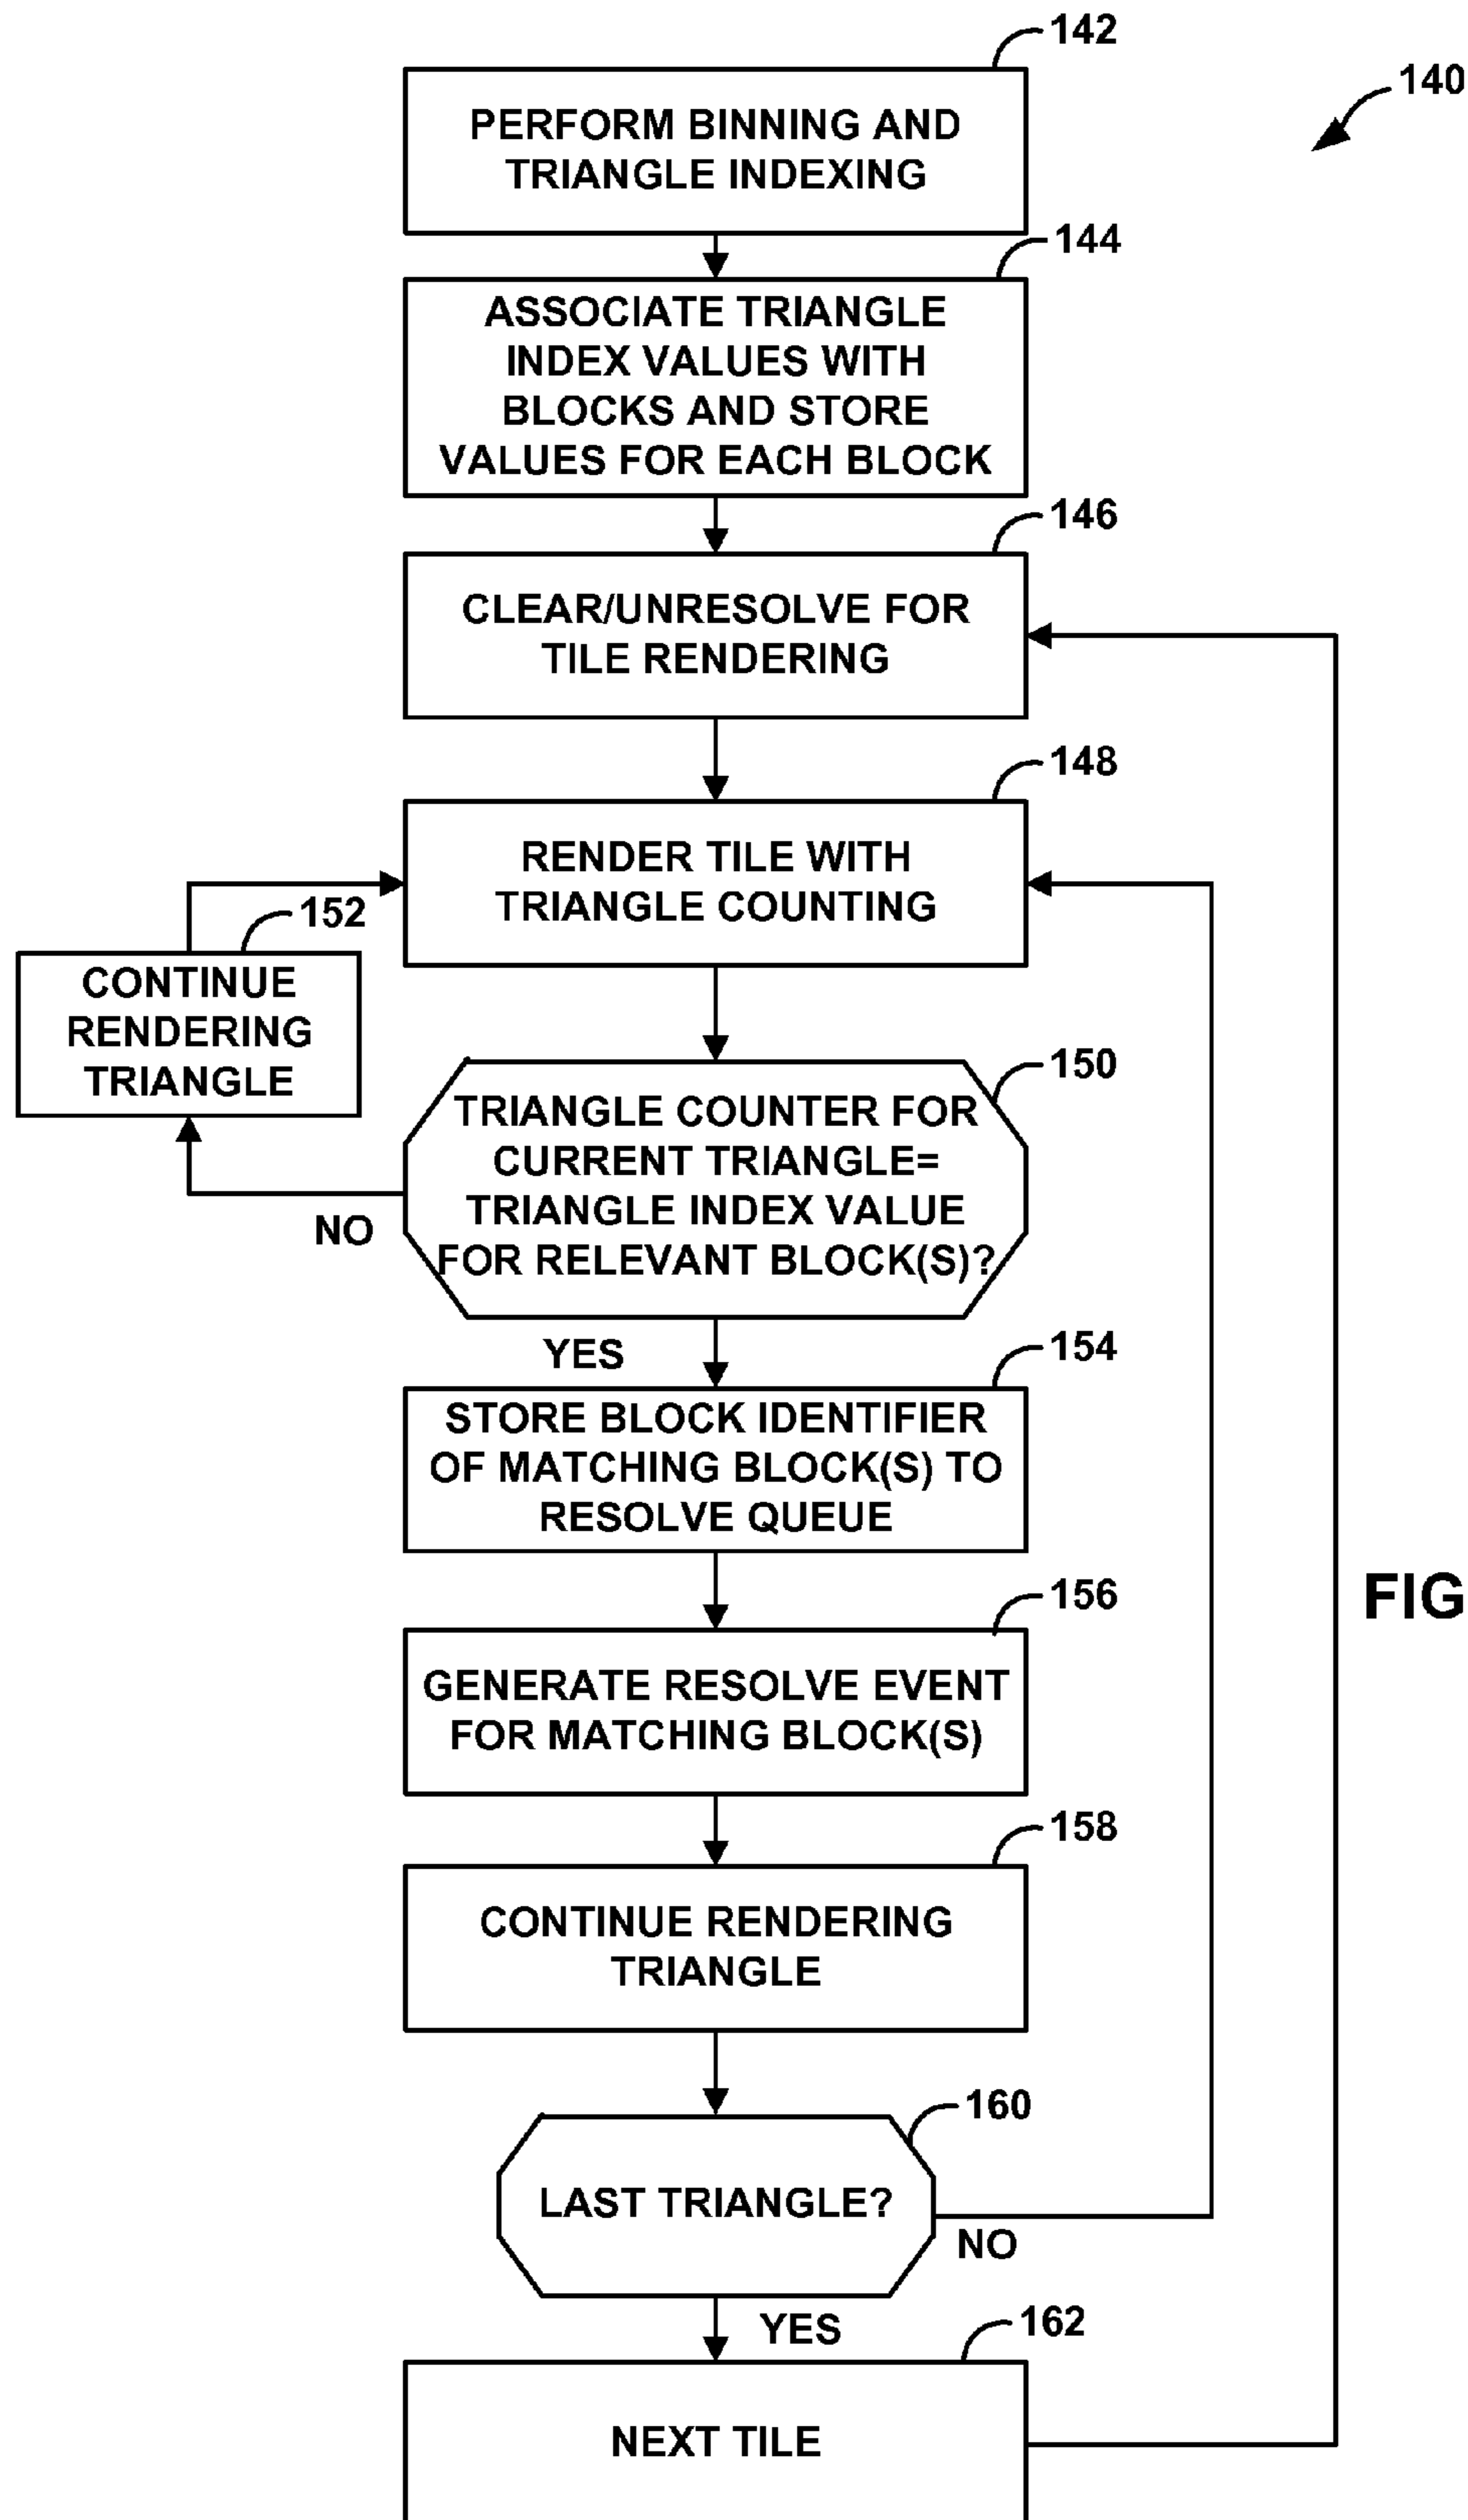 142
140
PERFORM BINNING AND
TRIANGLE INDEXING
144
ASSOCIATE TRIANGLE
INDEX VALUES WITH
BLOCKS AND STORE
VALUES FOR EACH BLOCK
146
CLEAR/UNRESOLVE FOR
TILE RENDERING
148
RENDER TILE WITH
TRIANGLE COUNTING
152
CONTINUE
RENDERING
TRIANGLE
150
TRIANGLE COUNTER FOR
CURRENT TRIANGLE=
TRIANGLE INDEX VALUE
FOR RELEVANT BLOCK(S)?
NO
YES
154
STORE BLOCK IDENTIFIER
OF MATCHING BLOCK(S) TO
RESOLVE QUEUE
156
FIG
GENERATE RESOLVE EVENT
FOR MATCHING BLOCK(S)
158
CONTINUE RENDERING
TRIANGLE
160
LAST TRIANGLE?
NO
YES
162
NEXT TILE